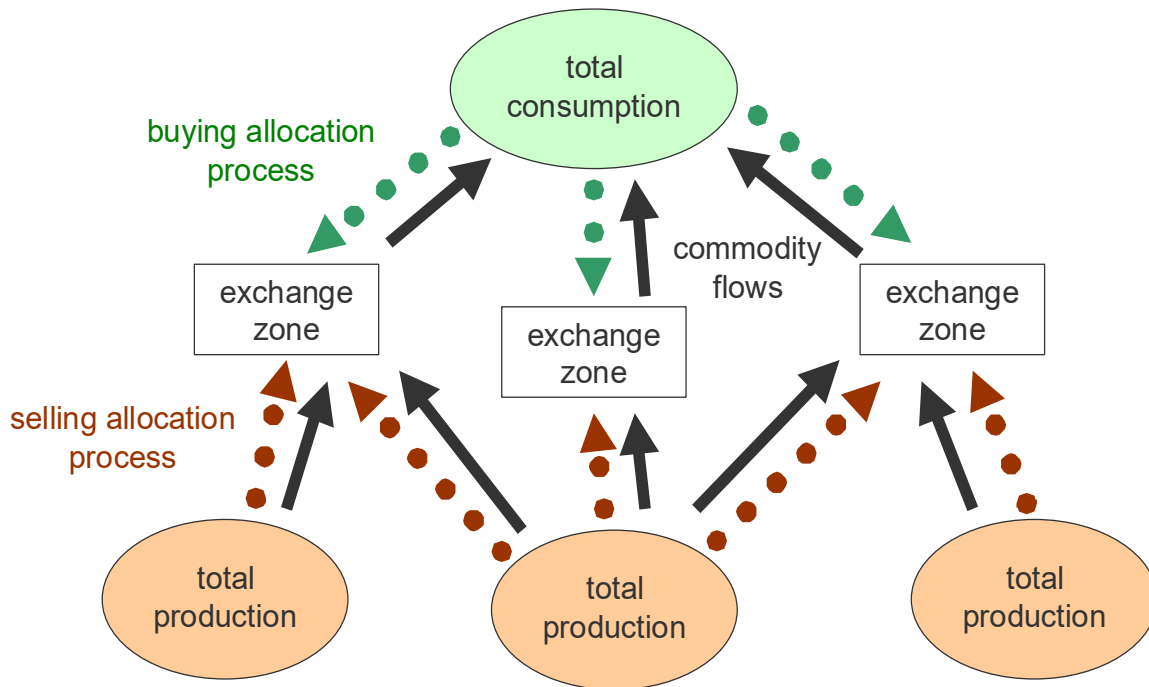 total
consumption
buying allocation
process
commodity
flows
exchange
zone
exchange
zone
exchange
zone
selling allocation
process
total
production
total
production
total
production